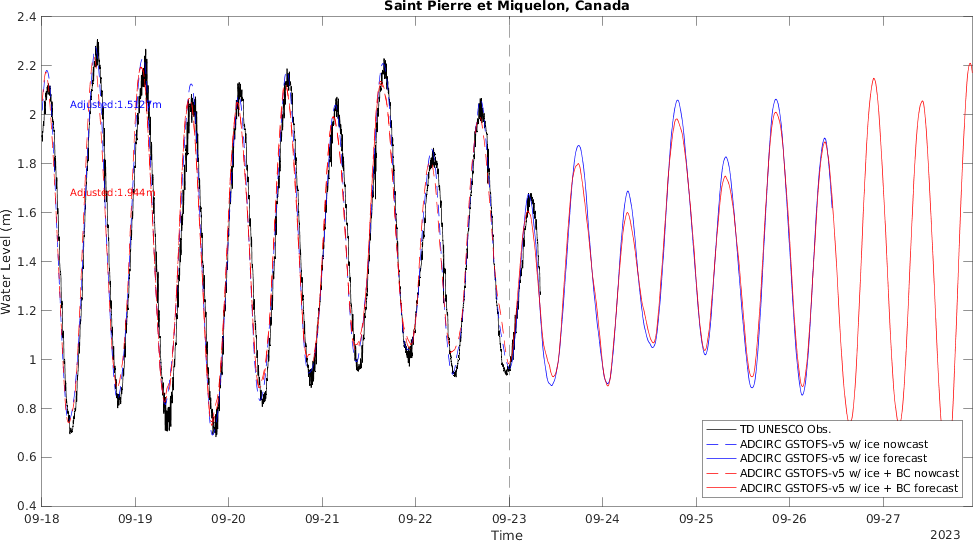 Saint Pierre et Miquelon, Canada
2.4
2.2
2
1.8
1.6
1.4
1.2
1
0.8
0.6
0.4
Water Level (m)
Adjusted:1.5127m
Adjusted:1.944m
TD UNESCO Obs.
ADCIRC GSTOFS-v5 w/ ice nowcast
ADCIRC GSTOFS-v5 w/ ice forecast
ADCIRC GSTOFS-v5 w/ ice + BC nowcast
ADCIRC GSTOFS-v5 w/ ice + BC forecast
09-18 09-19 09-20 09-21 09-22 09-23 09-24 09-25 09-26 09-27
Time
2023